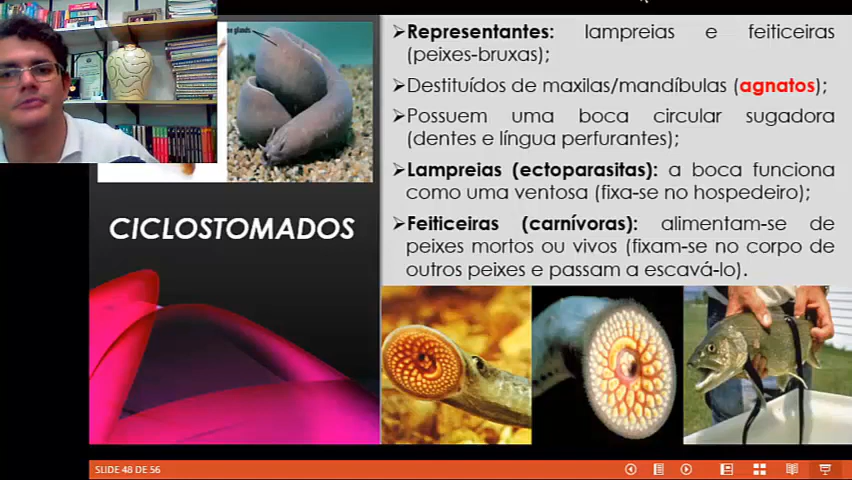 glands
➢Representantes: lampreias e feiticeiras
(peixes-bruxas);
➢Destituídos de maxilas/mandíbulas (agnatos);
➢Possuem uma boca circular sugadora
(dentes e língua perfurantes);
➢Lampreias (ectoparasitas): a boca funciona
como uma ventosa (fixa-se no hospedeiro);
➢Feiticeiras (carnívoras): alimentam-se de
peixes mortos ou vivos (fixam-se no corpo de
outros peixes e passam a escavá-lo).
CICLOSTOMADOS
SLIDE 48 DE 56